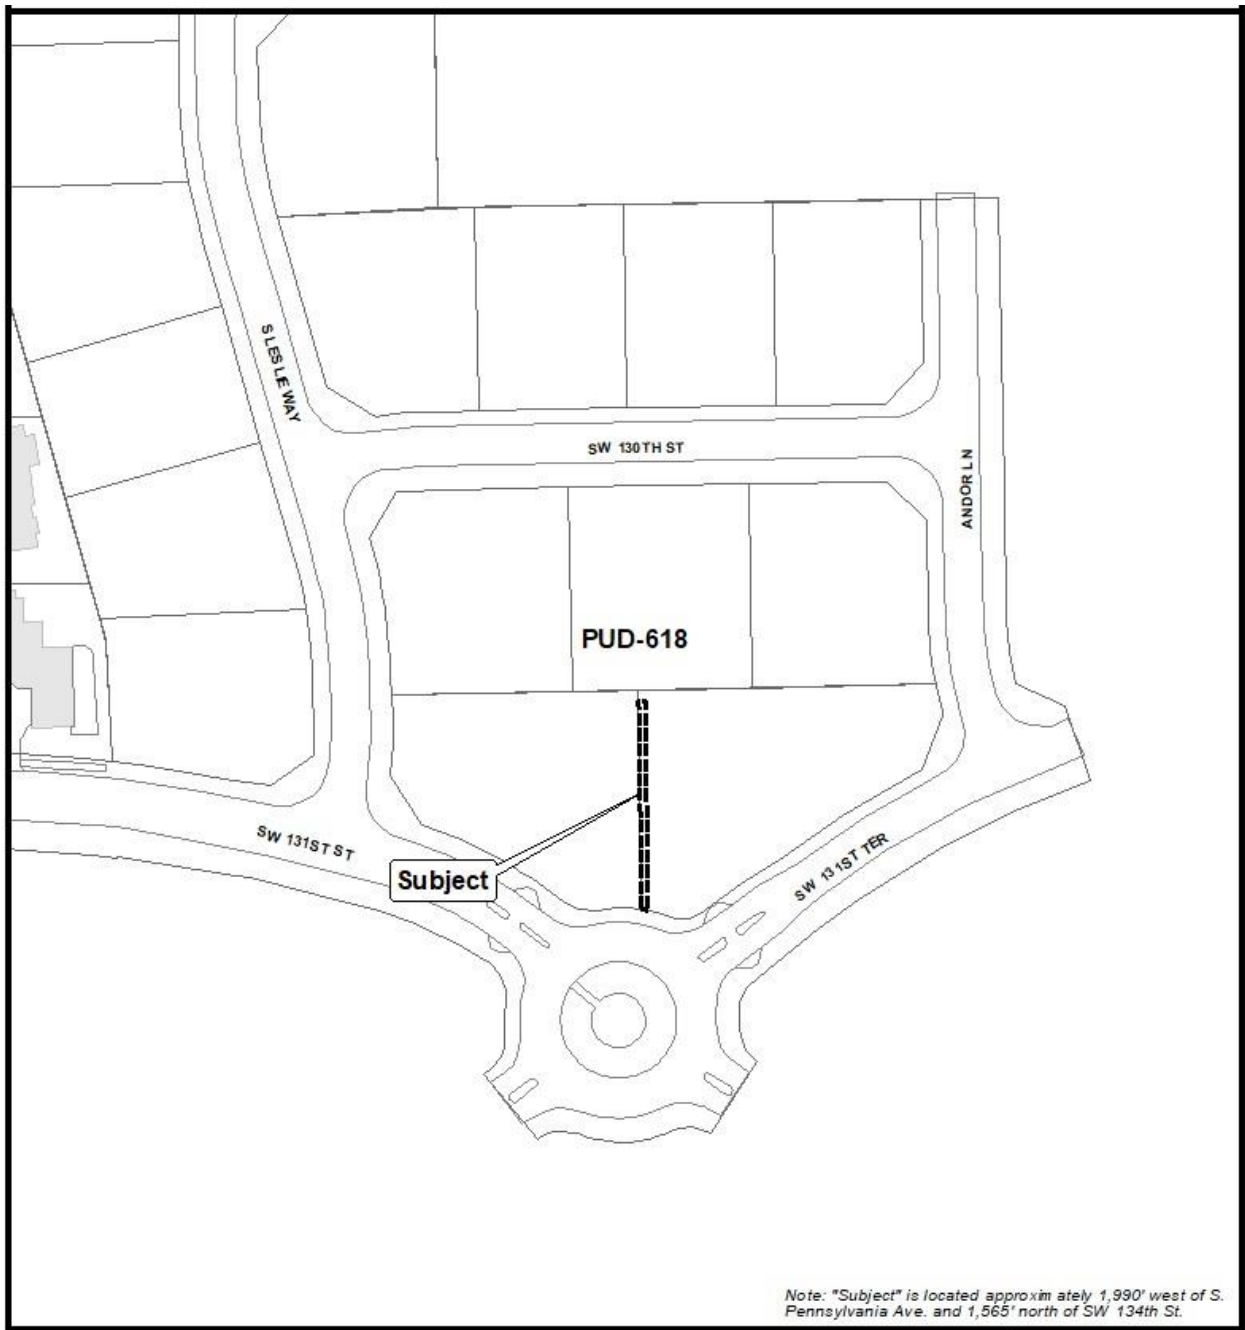 S LESLIE WAY
SW 130TH ST
ANDOR LN
PUD-618
SW 131ST ST
Subject
SW 131ST TER
Note: "Subject" is located approxim ately 1,990' west of S.
Pennsylvania Ave. and 1,565' north of SW 134th St.